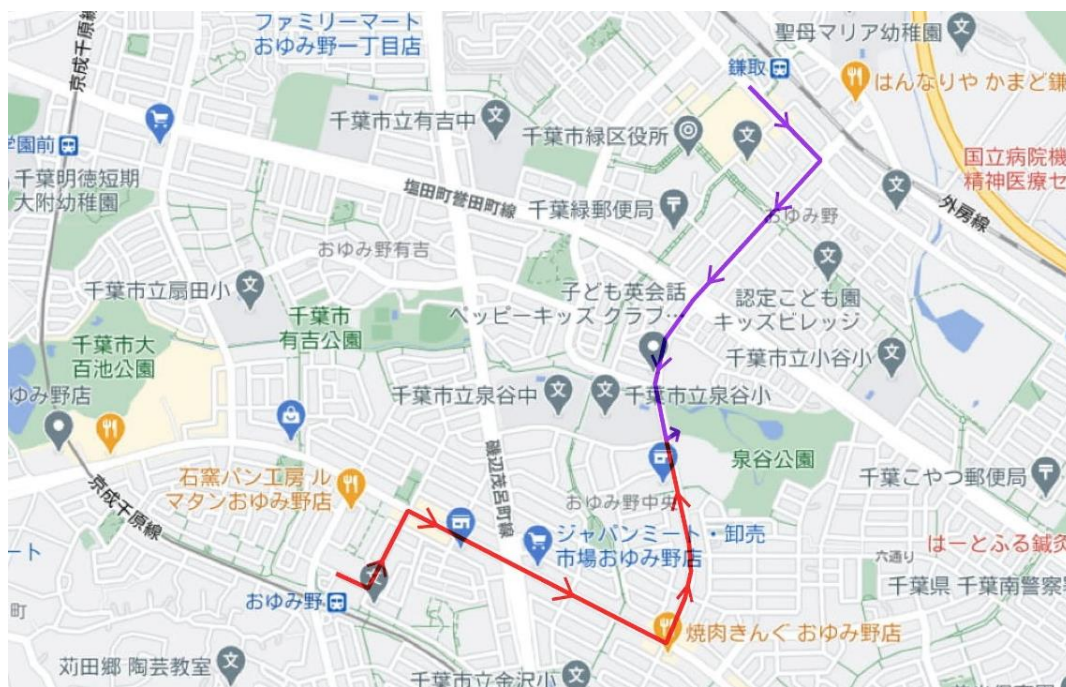 ファミリーマート
おゆみ野一丁目店
京成千原線
聖母マリア幼稚園
鎌取
はんなりや かまど鎌
千葉市立有吉中
千葉市緑区役所
学園前
国立病院機
精神医療セ
千葉明徳短期
大附幼稚園
塩田町誉田町線
千葉緑郵便局
おゆみ野
外房線
おゆみ野有吉
千葉市立扇田小
子ども英会話
ペッピーキッズ クラブ…
認定こども園
キッズビレッジ
千葉市
有吉公園
千葉市大
百池公園
千葉市立小谷小
ゆみ野店
千葉市立泉谷中
千葉市立泉谷小
磯辺茂呂町線
泉谷公園
石窯パン工房 ル
マタンおゆみ野店
千葉こやつ郵便局
京成千原線
おゆみ野中央
ジャパンミート・卸売
市場おゆみ野店
はーとふる鍼灸
ート
六通り
千葉県 千葉南警察署
おゆみ野
町
焼肉きんぐ おゆみ野店
苅田郷 陶芸教室
千葉市立金沢小